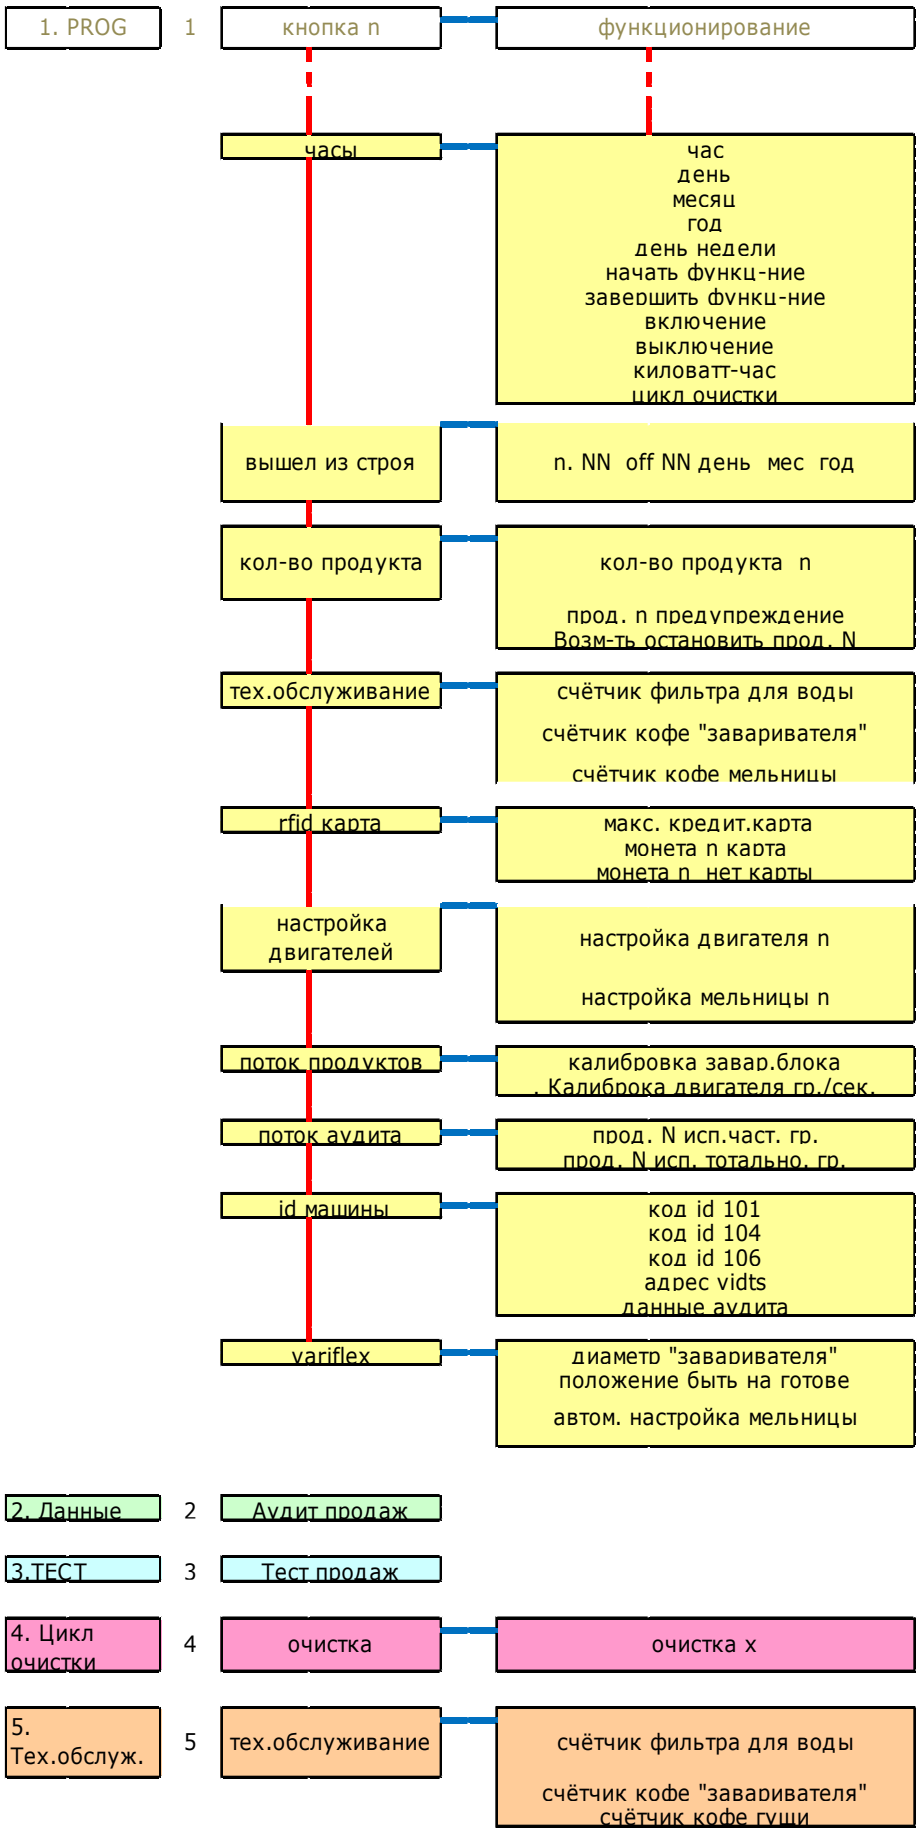 1. PROG 1 кнопка n функционирование
часы
час
день
месяц
год
день недели
начать функц-ние
завершить функц-ние
включение
выключение
киловатт-час
цикл очистки
вышел из строя
n. NN off NN день мес год
кол-во продукта
кол-во продукта n
прод. n предупреждение
Возм-ть остановить прод. N
тех.обслуживание
счётчик фильтра для воды
счётчик кофе "заваривателя"
счётчик кофе мельницы
rfid карта
макс. кредит.карта
монета n карта
монета n нет карты
настройка
двигателей
настройка двигателя n
настройка мельницы n
поток продуктов
калибровка завар.блока
. Калиброка двигателя гр./сек.
поток аудита
прод. N исп.част. гр.
прод. N исп. тотально. гр.
id машины
код id 101
код id 104
код id 106
адрес vidts
данные аудита
variflex
диаметр "заваривателя"
положение быть на готове
автом. настройка мельницы
2. Данные 2 Аудит продаж
3.ТЕСТ 3 Тест продаж
4. Цикл
очистки
4 очистка очистка x
5.
Тех.обслуж.
5 тех.обслуживание
счётчик фильтра для воды
счётчик кофе "заваривателя"
счётчик кофе гущи